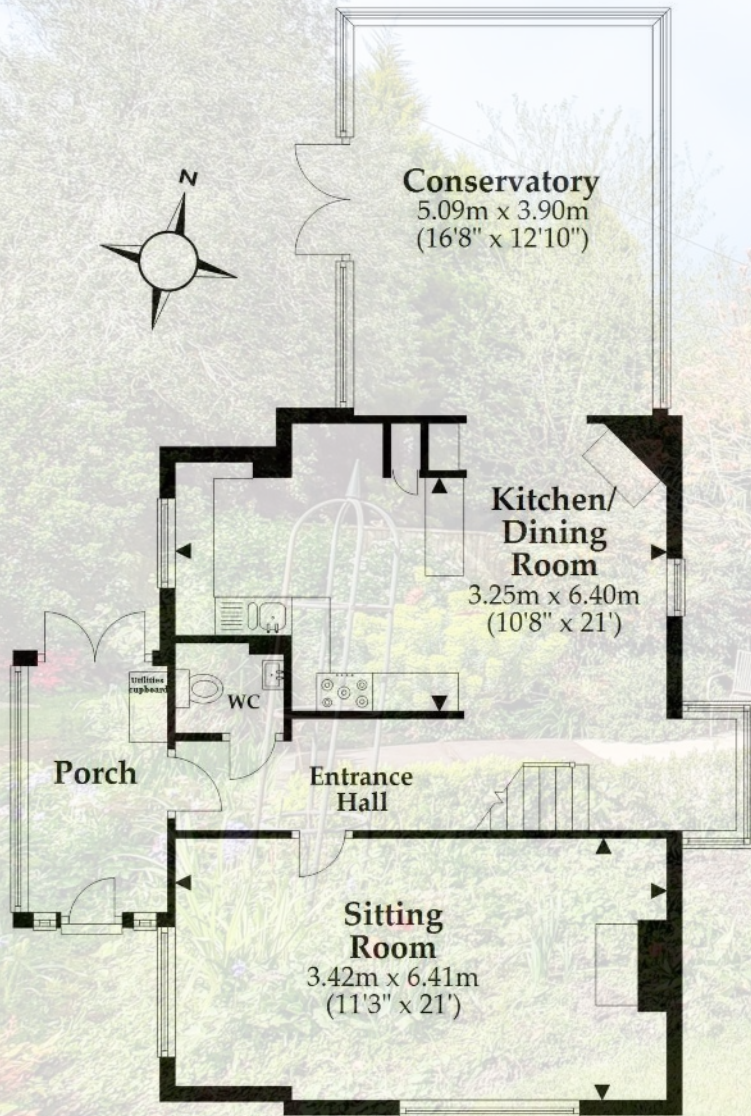 N
Conservatory
5.09m x 3.90m
(16'8" x 12'10")
Kitchen/
Dining
Room
3.25m x 6.40m
(10'8" x 21')
Utilities
cupboard
WC
Porch
Entrance
Hall
Sitting
Room
3.42m x 6.41m
(11'3" x 21')